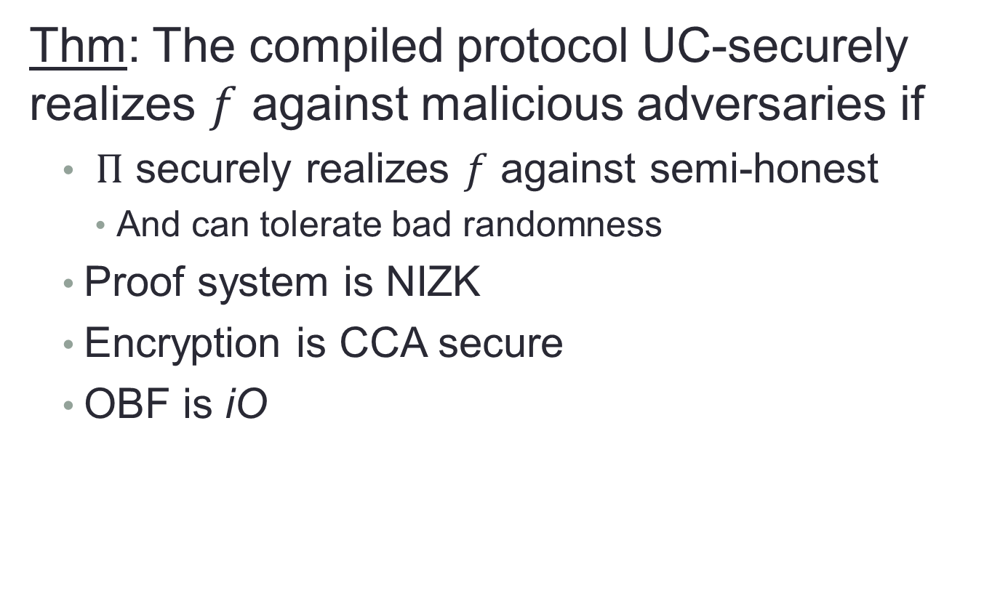 Thm: The compiled protocol UC-securely
realizes 𝑓 against malicious adversaries if
• Π securely realizes 𝑓 against semi-honest
• And can tolerate bad randomness
• Proof system is NIZK
• Encryption is CCA secure
• OBF is iO